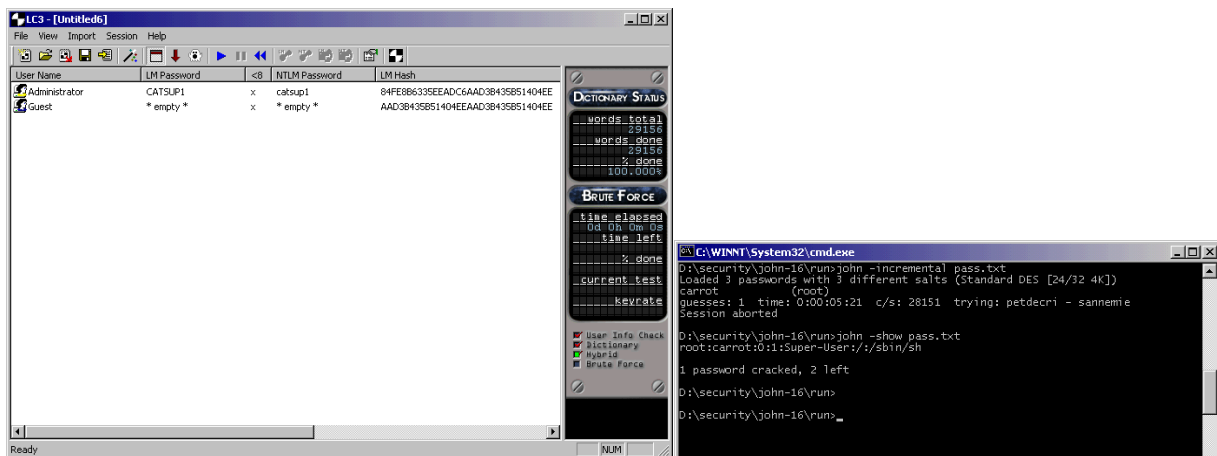 LC3 - [Untitled6]
File View Import Session Help
User Name LM Password <8 NTLM Password LM Hash
Administrator CATSUP1 x catsup1 84FE8B6335EEADC6AAD3B435B51404EE
Guest * empty * x * empty * AAD3B435B51404EEAAD3B435B51404EE
DICTIONARY STATUS
words total
29156
words done
29156
% done
100.000%
BRUTE FORCE
time elapsed
0d 0h 0m 0s
time left
% done
current test
keyrate
User Info Check
Dictionary
Hybrid
Brute Force
Ready NUM
C:\WINNT\System32\cmd.exe
D:\security\john-16\run>john -incremental pass.txt
Loaded 3 passwords with 3 different salts (Standard DES [24/32 4K])
carrot (root)
guesses: 1 time: 0:00:05:21 c/s: 28151 trying: petdecri - sannemie
Session aborted
D:\security\john-16\run>john -show pass.txt
root:carrot:0:1:Super-User:/:/sbin/sh
1 password cracked, 2 left
D:\security\john-16\run>
D:\security\john-16\run>_